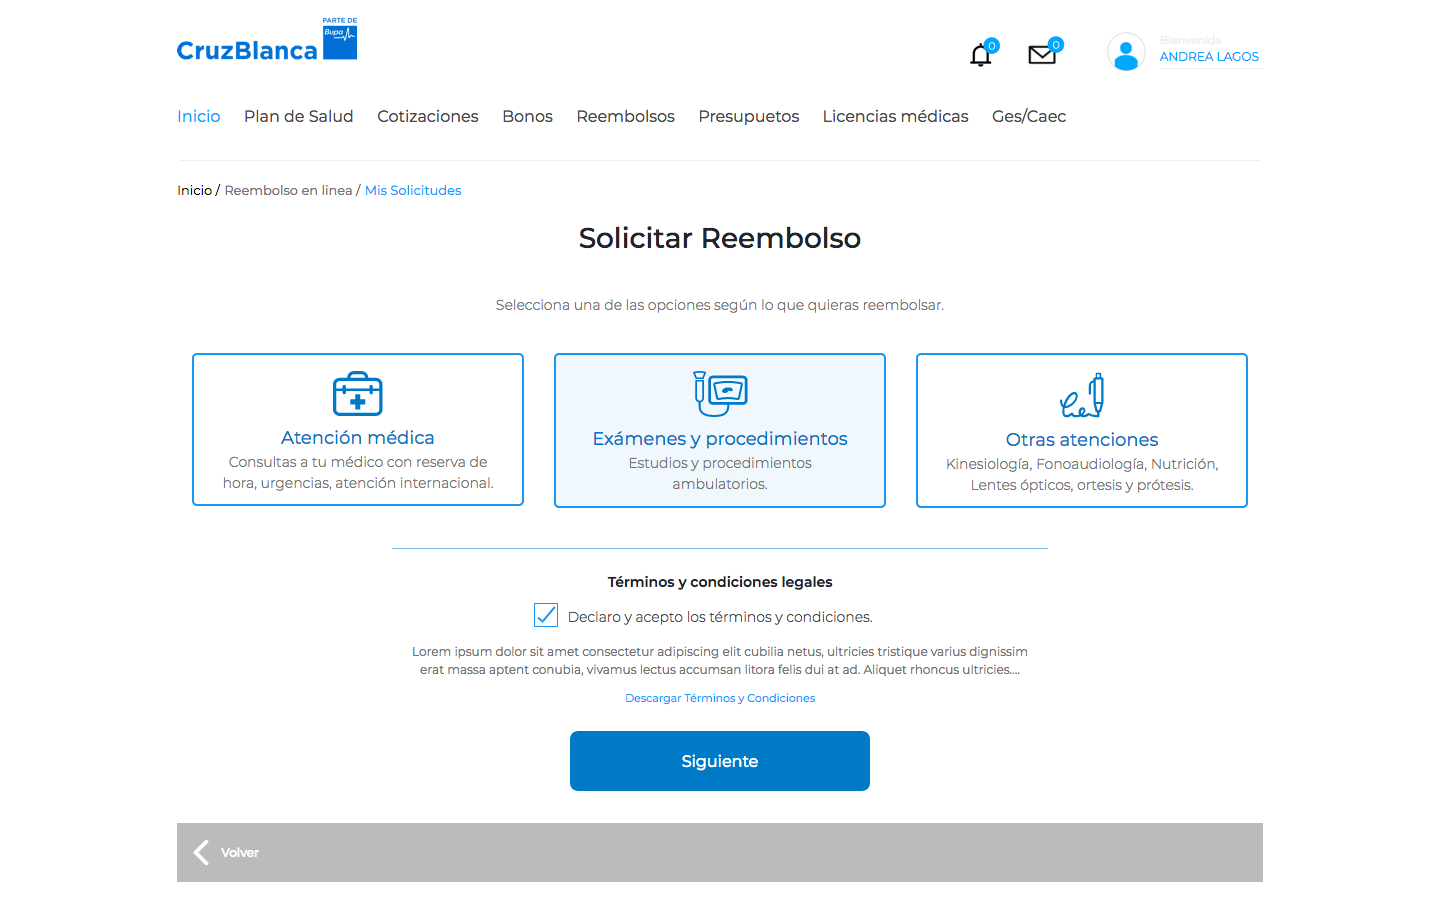 PARTE DE
Bupa
CruzBlanca
0
0
Bienvenida
ANDREA LAGOS
Inicio Plan de Salud Cotizaciones Bonos Reembolsos Presupuetos Licencias médicas Ges/Caec
Inicio / Reembolso en linea / Mis Solicitudes
Solicitar Reembolso
Selecciona una de las opciones según lo que quieras reembolsar.
Atención médica
Consultas a tu médico con reserva de
hora, urgencias, atención internacional.
Exámenes y procedimientos
Estudios y procedimientos
ambulatorios.
Otras atenciones
Kinesiología, Fonoaudiología, Nutrición,
Lentes ópticos, ortesis y prótesis.
Términos y condiciones legales
Declaro y acepto los términos y condiciones.
Lorem ipsum dolor sit amet consectetur adipiscing elit cubilia netus, ultricies tristique varius dignissim
erat massa aptent conubia, vivamus lectus accumsan litora felis dui at ad. Aliquet rhoncus ultricies....
Descargar Términos y Condiciones
Siguiente
Volver